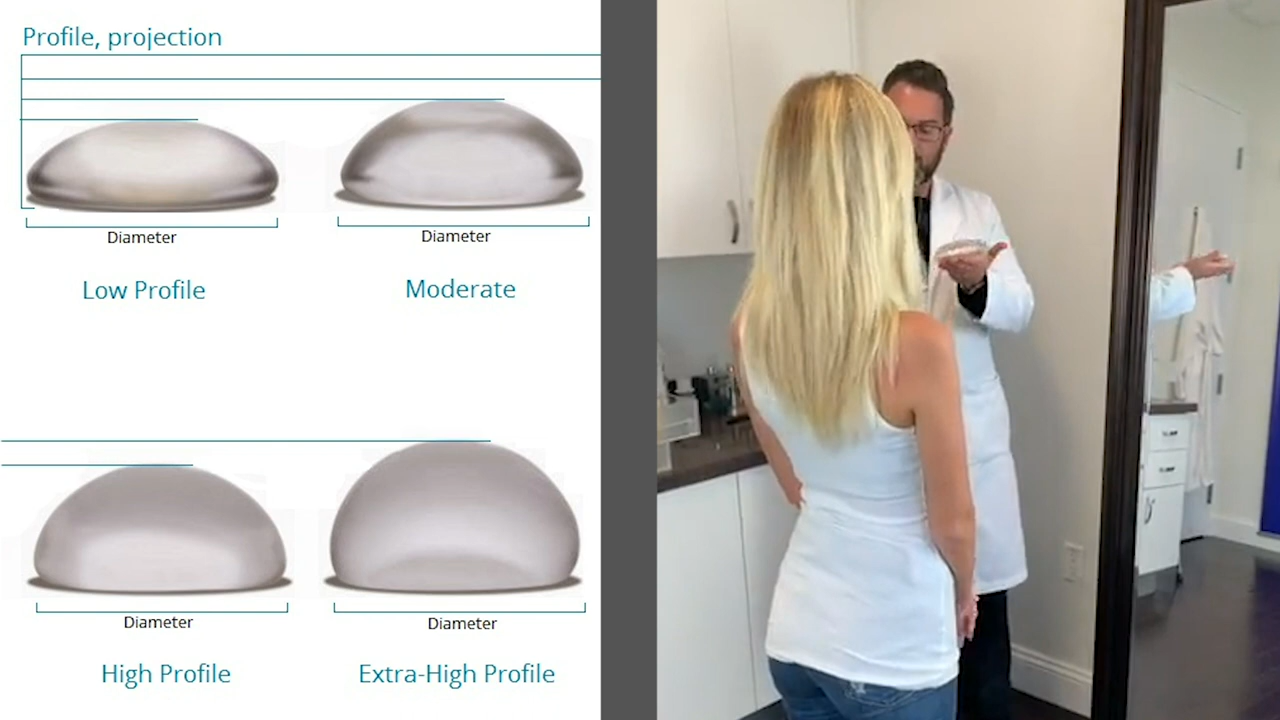 Profile, projection
Diameter
Diameter
Low Profile
Moderate
Diameter
Diameter
High Profile
Extra-High Profile